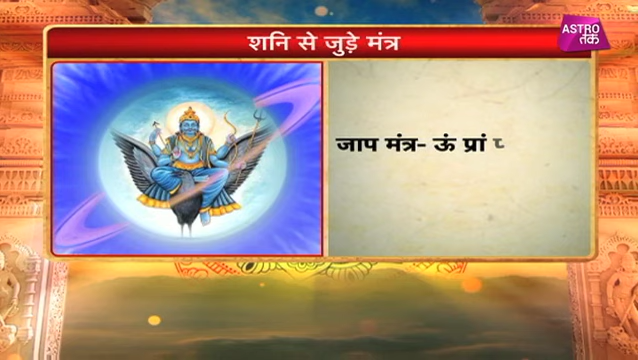 शनि से जुड़े मंत्र
ASTRO
तक
जाप मंत्र- ऊं प्रां